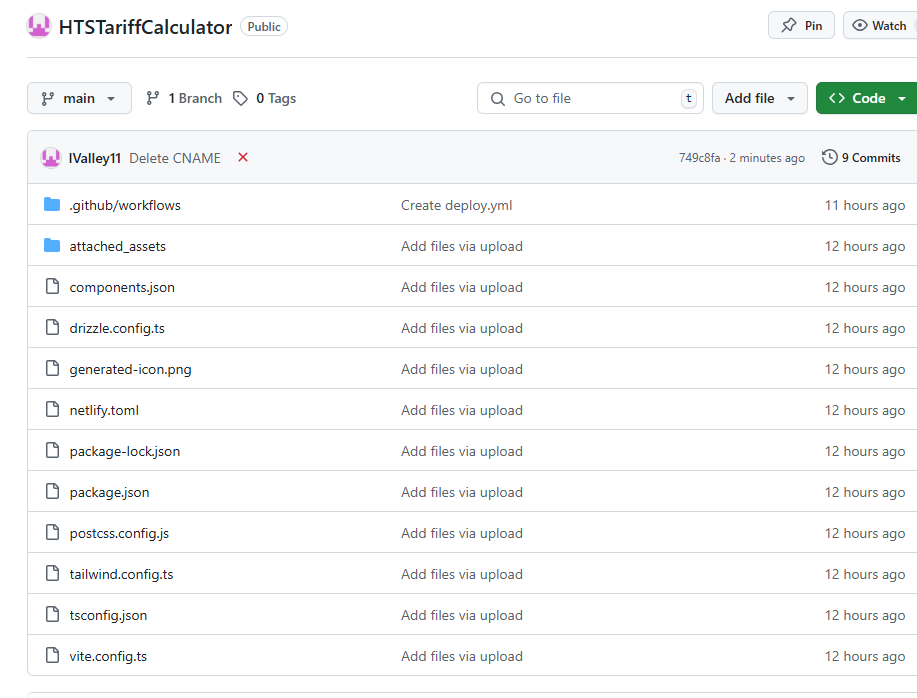 HTSTariffCalculator Public Pin Watch
main 1 Branch 0 Tags Go to file t Add file Code
IValley11 Delete CNAME 749c8fa · 2 minutes ago 9 Commits
.github/workflows Create deploy.yml 11 hours ago
attached_assets Add files via upload 12 hours ago
components.json Add files via upload 12 hours ago
drizzle.config.ts Add files via upload 12 hours ago
generated-icon.png Add files via upload 12 hours ago
netlify.toml Add files via upload 12 hours ago
package-lock.json Add files via upload 12 hours ago
package.json Add files via upload 12 hours ago
postcss.config.js Add files via upload 12 hours ago
tailwind.config.ts Add files via upload 12 hours ago
tsconfig.json Add files via upload 12 hours ago
vite.config.ts Add files via upload 12 hours ago